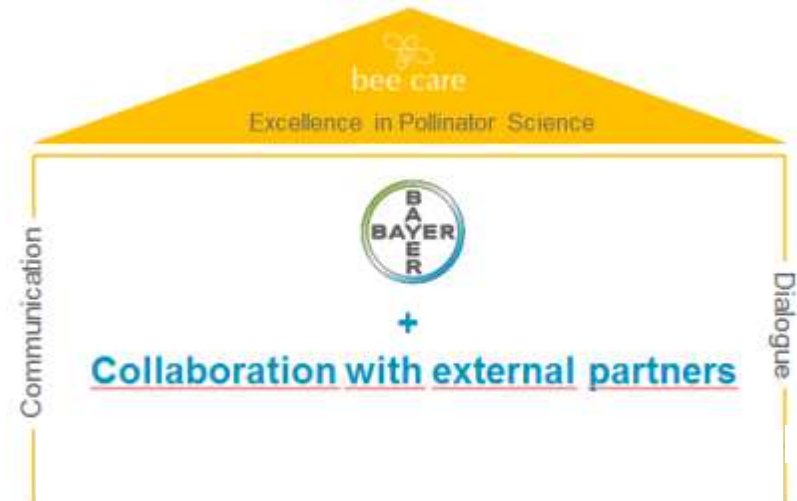 bee care
Excellence in Pollinator Science
BAYER
BAYER
Communication
Dialogue
+
Collaboration with external partners